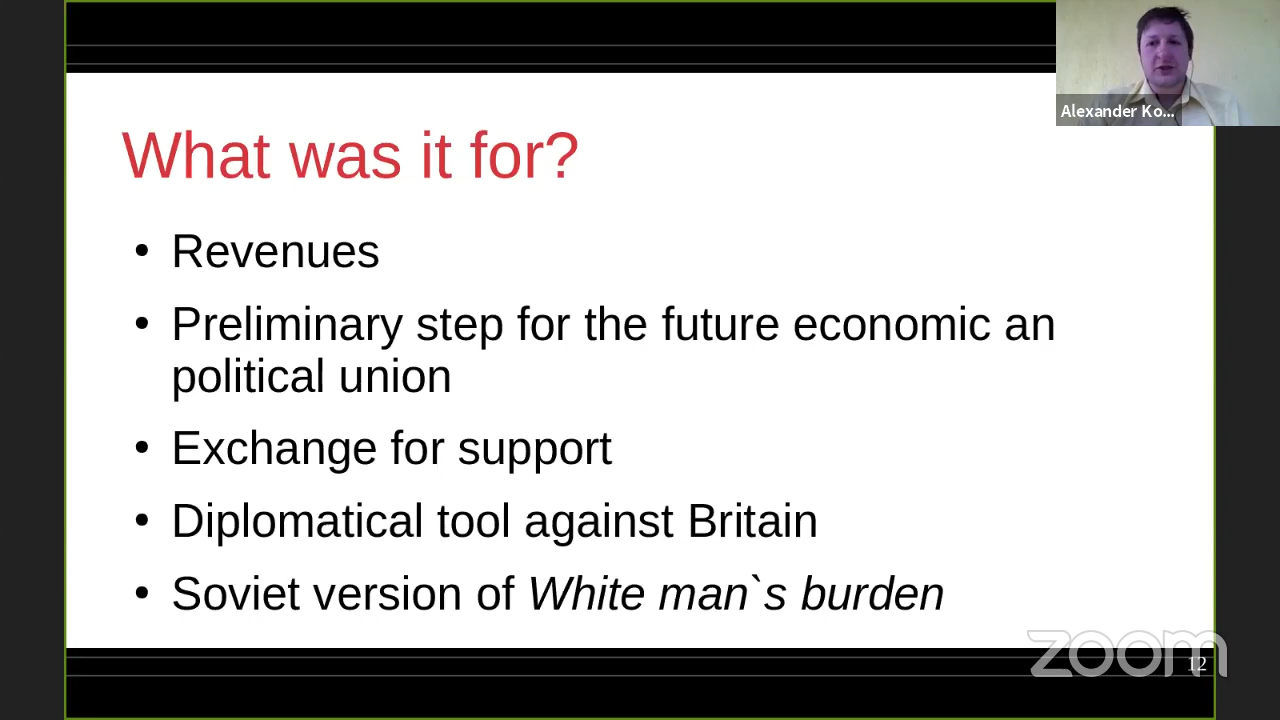 Alexander Ko...
What was it for?
• Revenues
• Preliminary step for the future economic an
political union
• Exchange for support
• Diplomatical tool against Britain
• Soviet version of White man`s burden
zoom
12